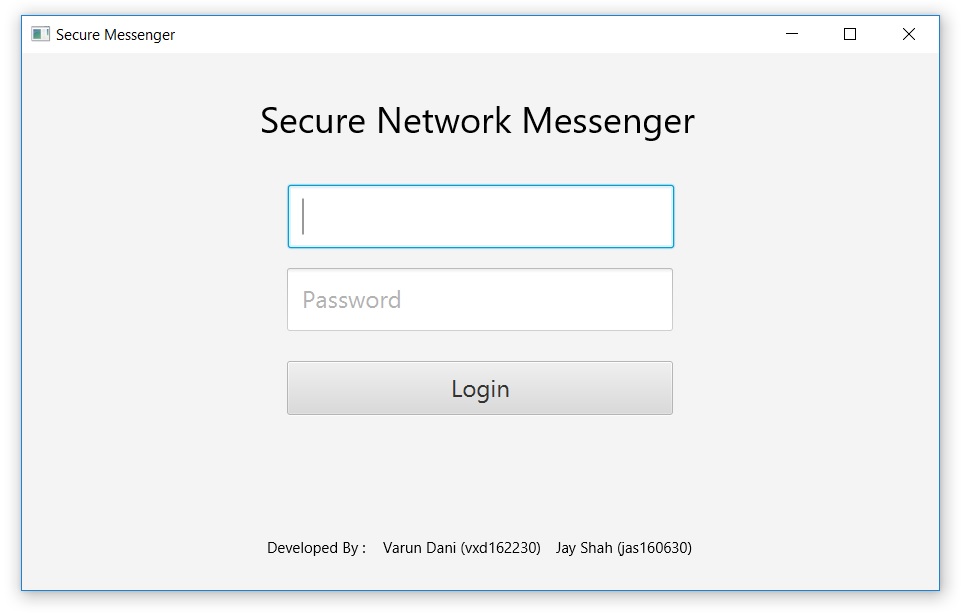 Secure Messenger
Secure Network Messenger
Password
Login
Developed By : Varun Dani (vxd162230) Jay Shah (jas160630)